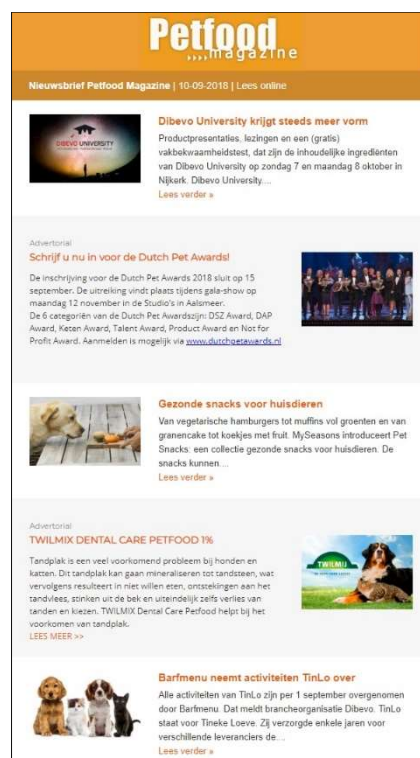 Petfood
magazine
Nieuwsbrief Petfood Magazine | 10-09-2018 | Lees online
DIBEVO UNIVERSITY
Dibevo University krijgt steeds meer vorm
Productpresentaties, lezingen en een (gratis)
vakbekwaamheidstest, dat zijn de inhoudelijke ingrediënten
van Dibevo University op zondag 7 en maandag 8 oktober in
Nijkerk. Dibevo University....
Lees verder »
Advertorial
Schrijf u nu in voor de Dutch Pet Awards!
De inschrijving voor de Dutch Pet Awards 2018 sluit op 15
september. De uitreiking vindt plaats tijdens gala-show op
maandag 12 november in de Studio's in Aalsmeer.
De 6 categoriën van de Dutch Pet Awardszijn: DSZ Award, DAP
Award, Keten Award, Talent Award, Product Award en Not for
Profit Award. Aanmelden is mogelijk via www.dutchpetawards.nl
Gezonde snacks voor huisdieren
Van vegetarische hamburgers tot muffins vol groenten en van
granencake tot koekjes met fruit. MySeasons introduceert Pet
Snacks: een collectie gezonde snacks voor huisdieren. De
snacks kunnen....
Lees verder »
Advertorial
TWILMIX DENTAL CARE PETFOOD 1%
Tandplak is een veel voorkomend probleem bij honden en
katten. Dit tandplak kan gaan mineraliseren tot tandsteen, wat
vervolgens resulteert in niet willen eten, ontstekingen aan het
tandvlees, stinken uit de bek en uiteindelijk zelfs verlies van
tanden en kiezen. TWILMIX Dental Care Petfood helpt bij het
voorkomen van tandplak.
LEES MEER >>
TWILMIJ
Barfmenu neemt activiteiten TinLo over
Alle activiteiten van TinLo zijn per 1 september overgenomen
door Barfmenu. Dat meldt brancheorganisatie Dibevo. TinLo
staat voor Tineke Loeve. Zij verzorgde enkele jaren voor
verschillende leveranciers de...
Lees verder »